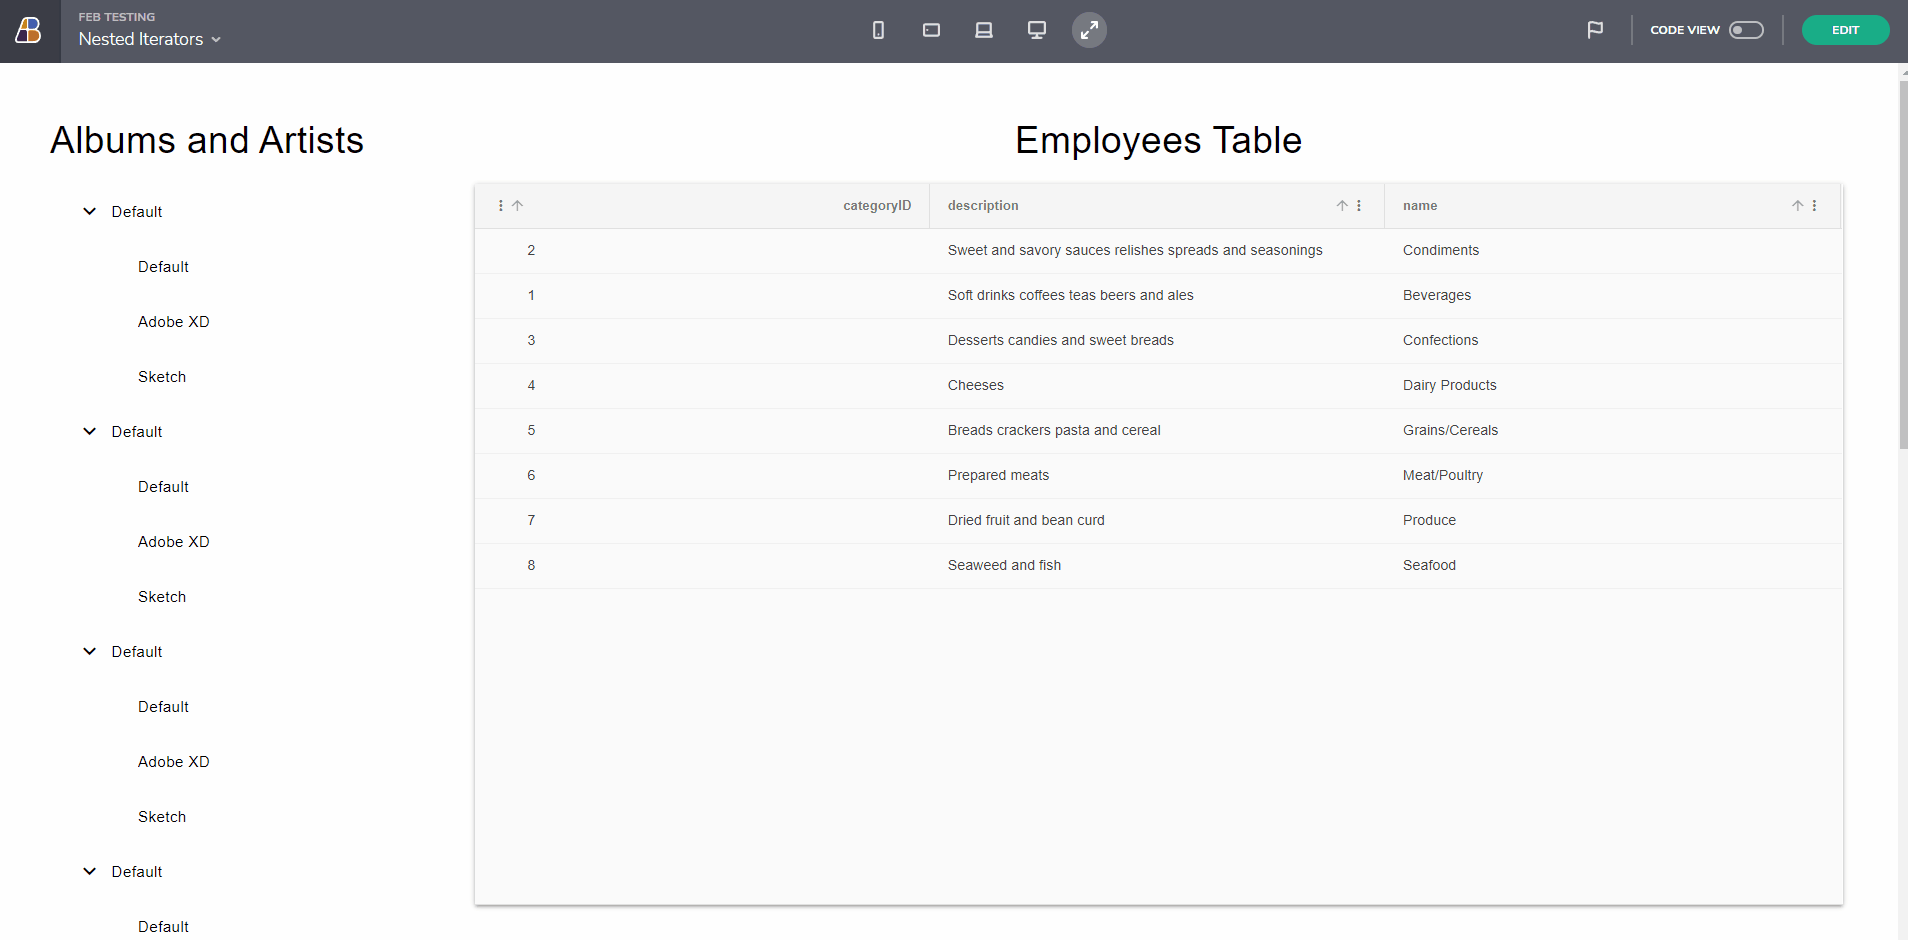 FEB TESTING
Nested Iterators
CODE VIEW
EDIT
Albums and Artists
Default
Default
Adobe XD
Sketch
Default
Default
Adobe XD
Sketch
Default
Default
Adobe XD
Sketch
Default
Default
Employees Table
categoryID description name
2 Sweet and savory sauces relishes spreads and seasonings Condiments
1 Soft drinks coffees teas beers and ales Beverages
3 Desserts candies and sweet breads Confections
4 Cheeses Dairy Products
5 Breads crackers pasta and cereal Grains/Cereals
6 Prepared meats Meat/Poultry
7 Dried fruit and bean curd Produce
8 Seaweed and fish Seafood